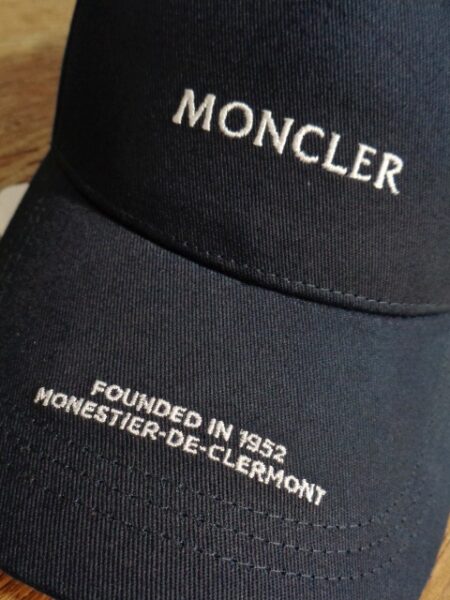 MONCLER
FOUNDED IN 1952
MONESTIER-DE-CLERMONT